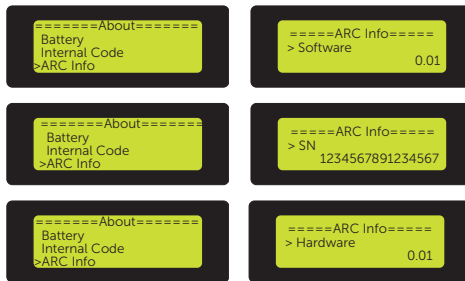 =======About=======
Battery
Internal Code
>ARC Info
=====ARC Info=====
> Software
0.01
=======About=======
Battery
Internal Code
>ARC Info
=====ARC Info=====
> SN
1234567891234567
=======About=======
Battery
Internal Code
>ARC Info
=====ARC Info=====
> Hardware
0.01